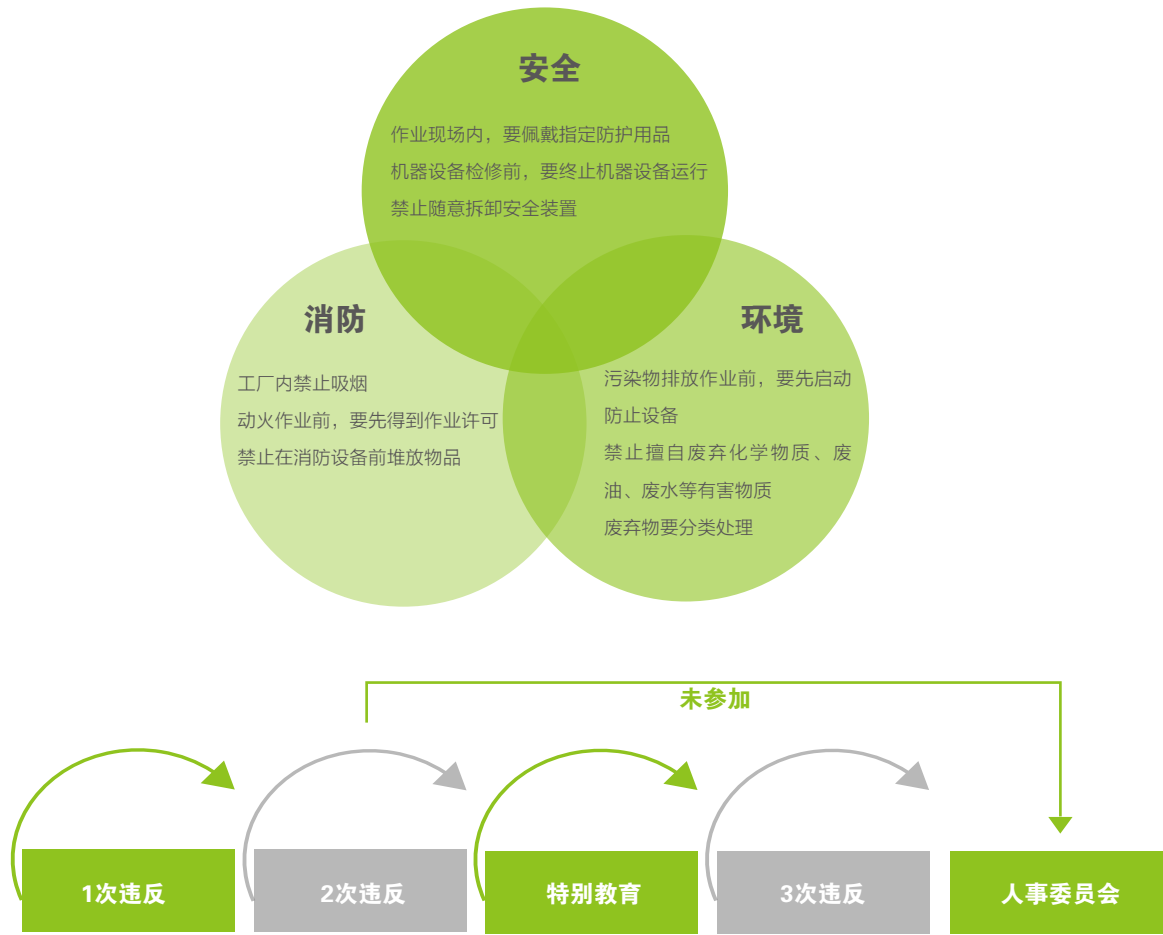 安全
作业现场内，要佩戴指定防护用品
机器设备检修前，要终止机器设备运行
禁止随意拆卸安全装置
消防
工厂内禁止吸烟
动火作业前，要先得到作业许可
禁止在消防设备前堆放物品
环境
污染物排放作业前，要先启动
防止设备
禁止擅自废弃化学物质、废
油、废水等有害物质
废弃物要分类处理
未参加
1次违反
2次违反
特别教育
3次违反
人事委员会